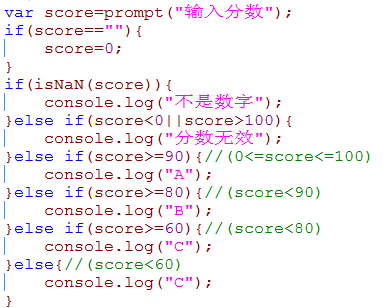 var score=prompt("输入分数");
if(score==""){
score=0;
}
if(isNaN(score)){
console.log("不是数字");
}else if(score<0||score>100){
console.log("分数无效");
}else if(score>=90){//(0<=score<=100)
console.log("A");
}else if(score>=80){//(score<90)
console.log("B");
}else if(score>=60){//(score<80)
console.log("C");
}else{//(score<60)
console.log("C");
}